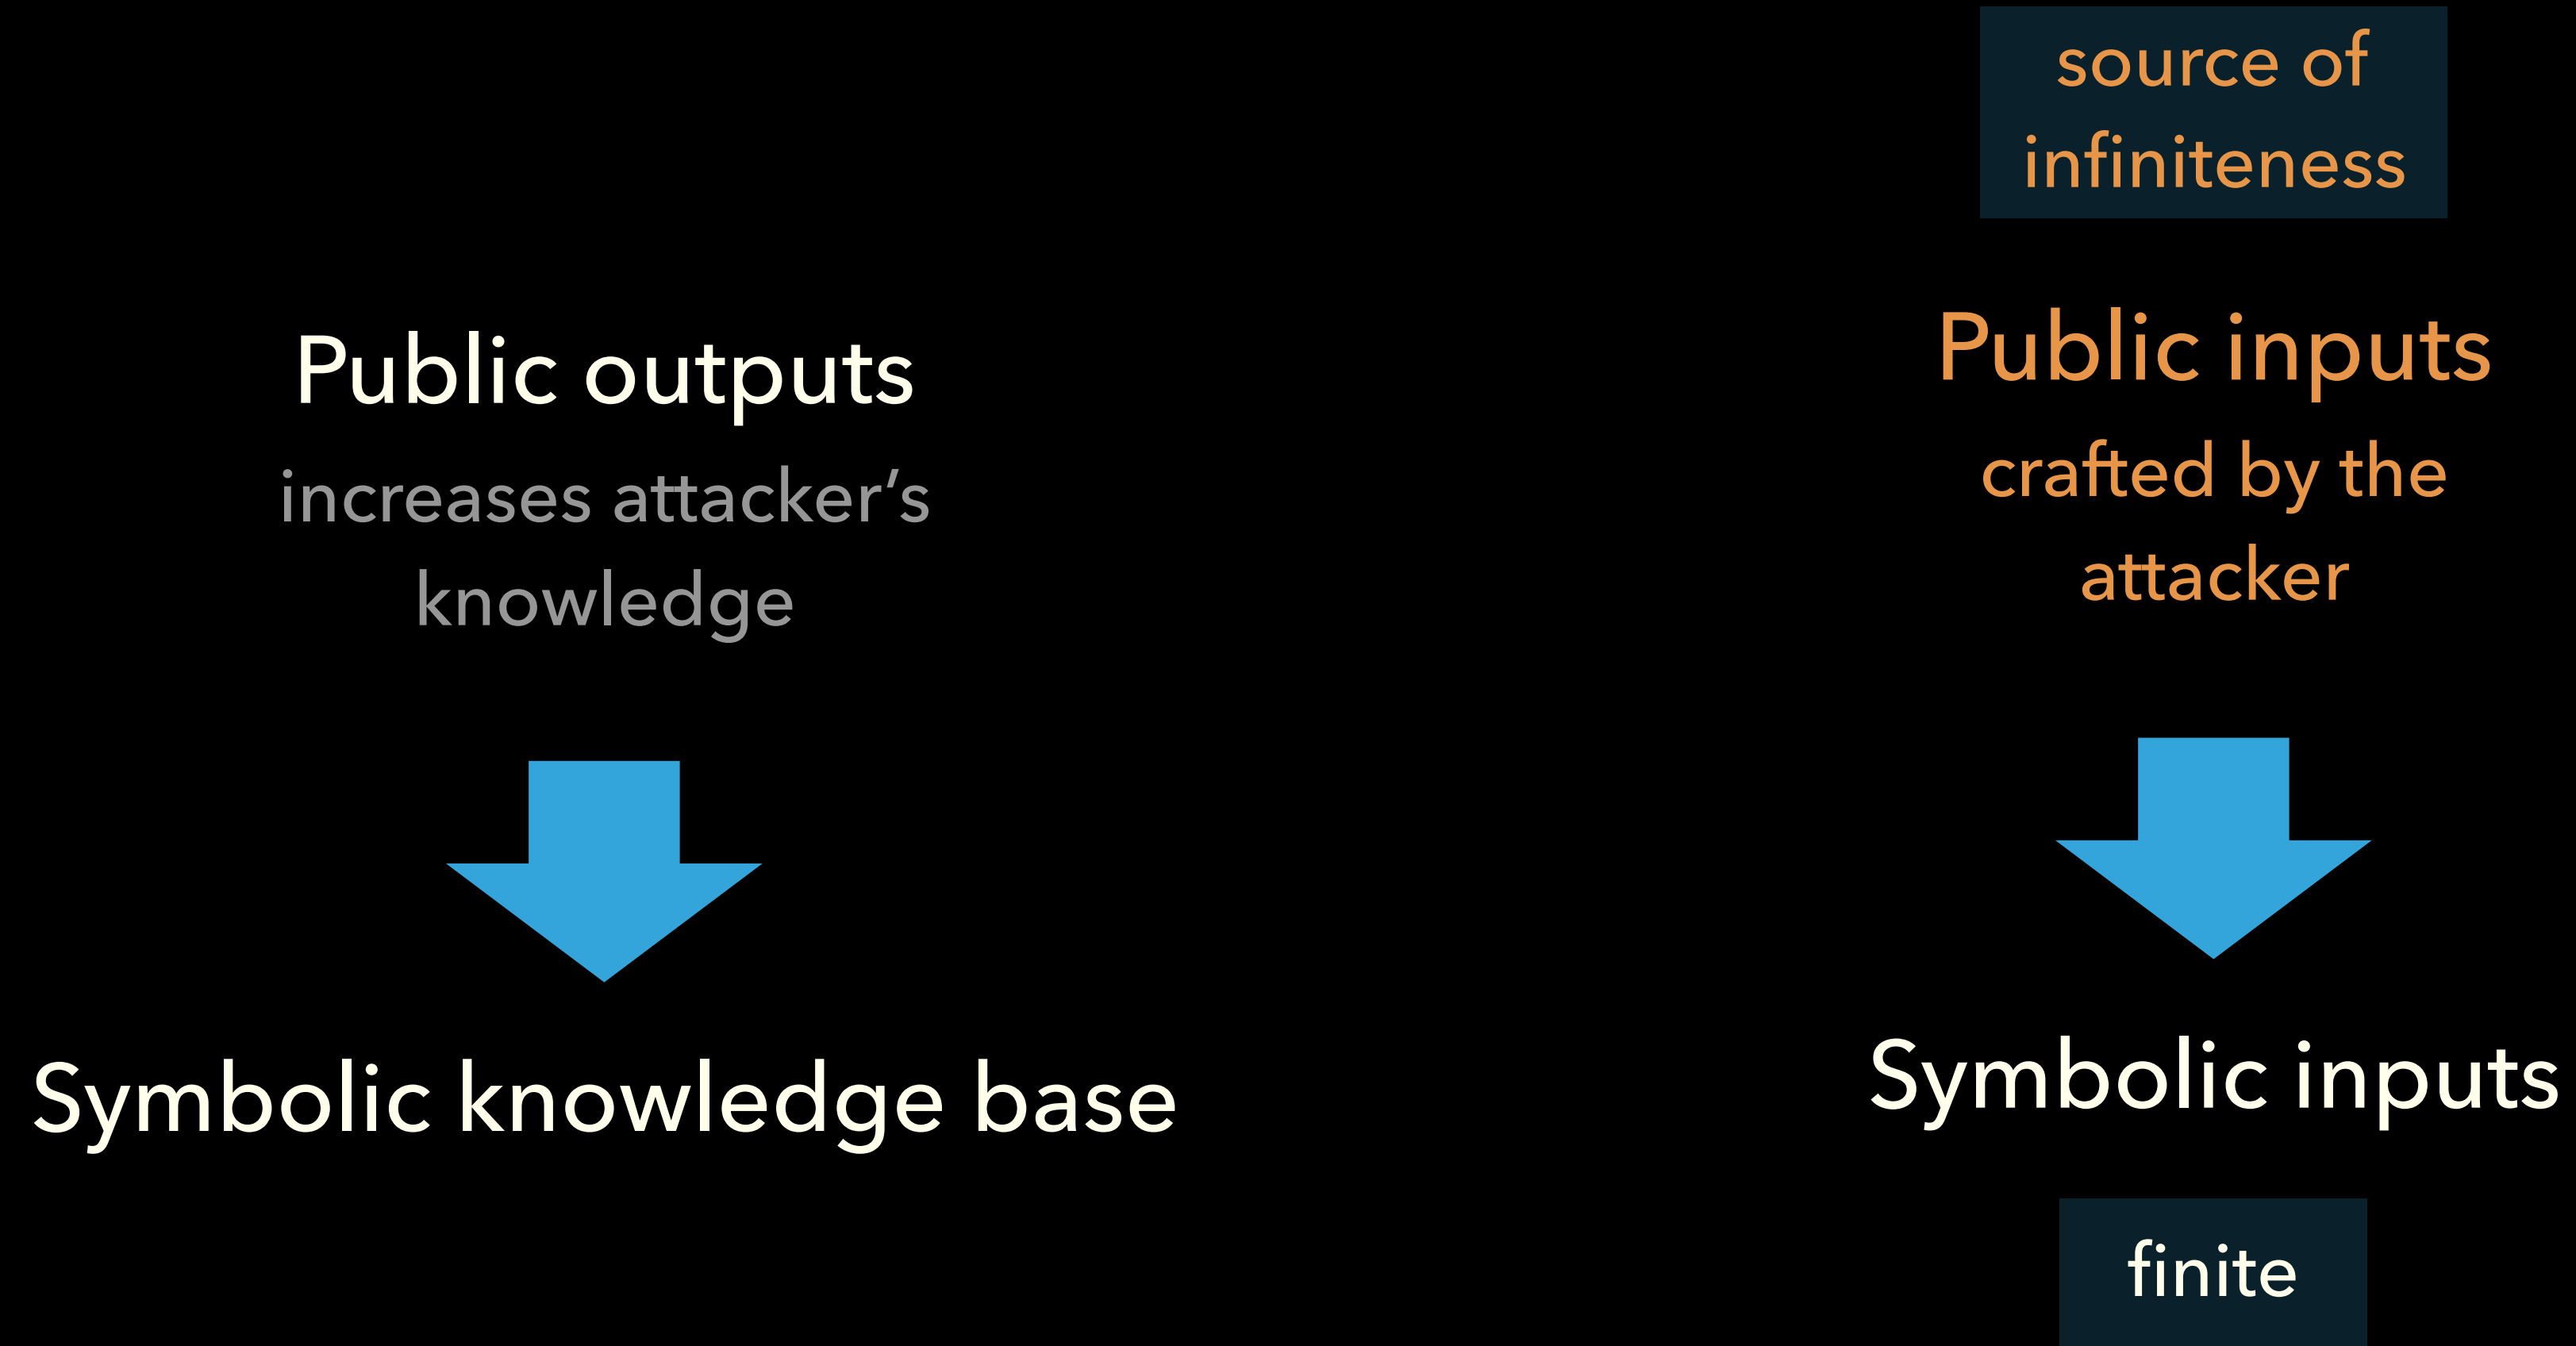 source of
infiniteness
Public outputs
increases attacker’s
knowledge
Public inputs
crafted by the
attacker
Symbolic knowledge base
Symbolic inputs
finite